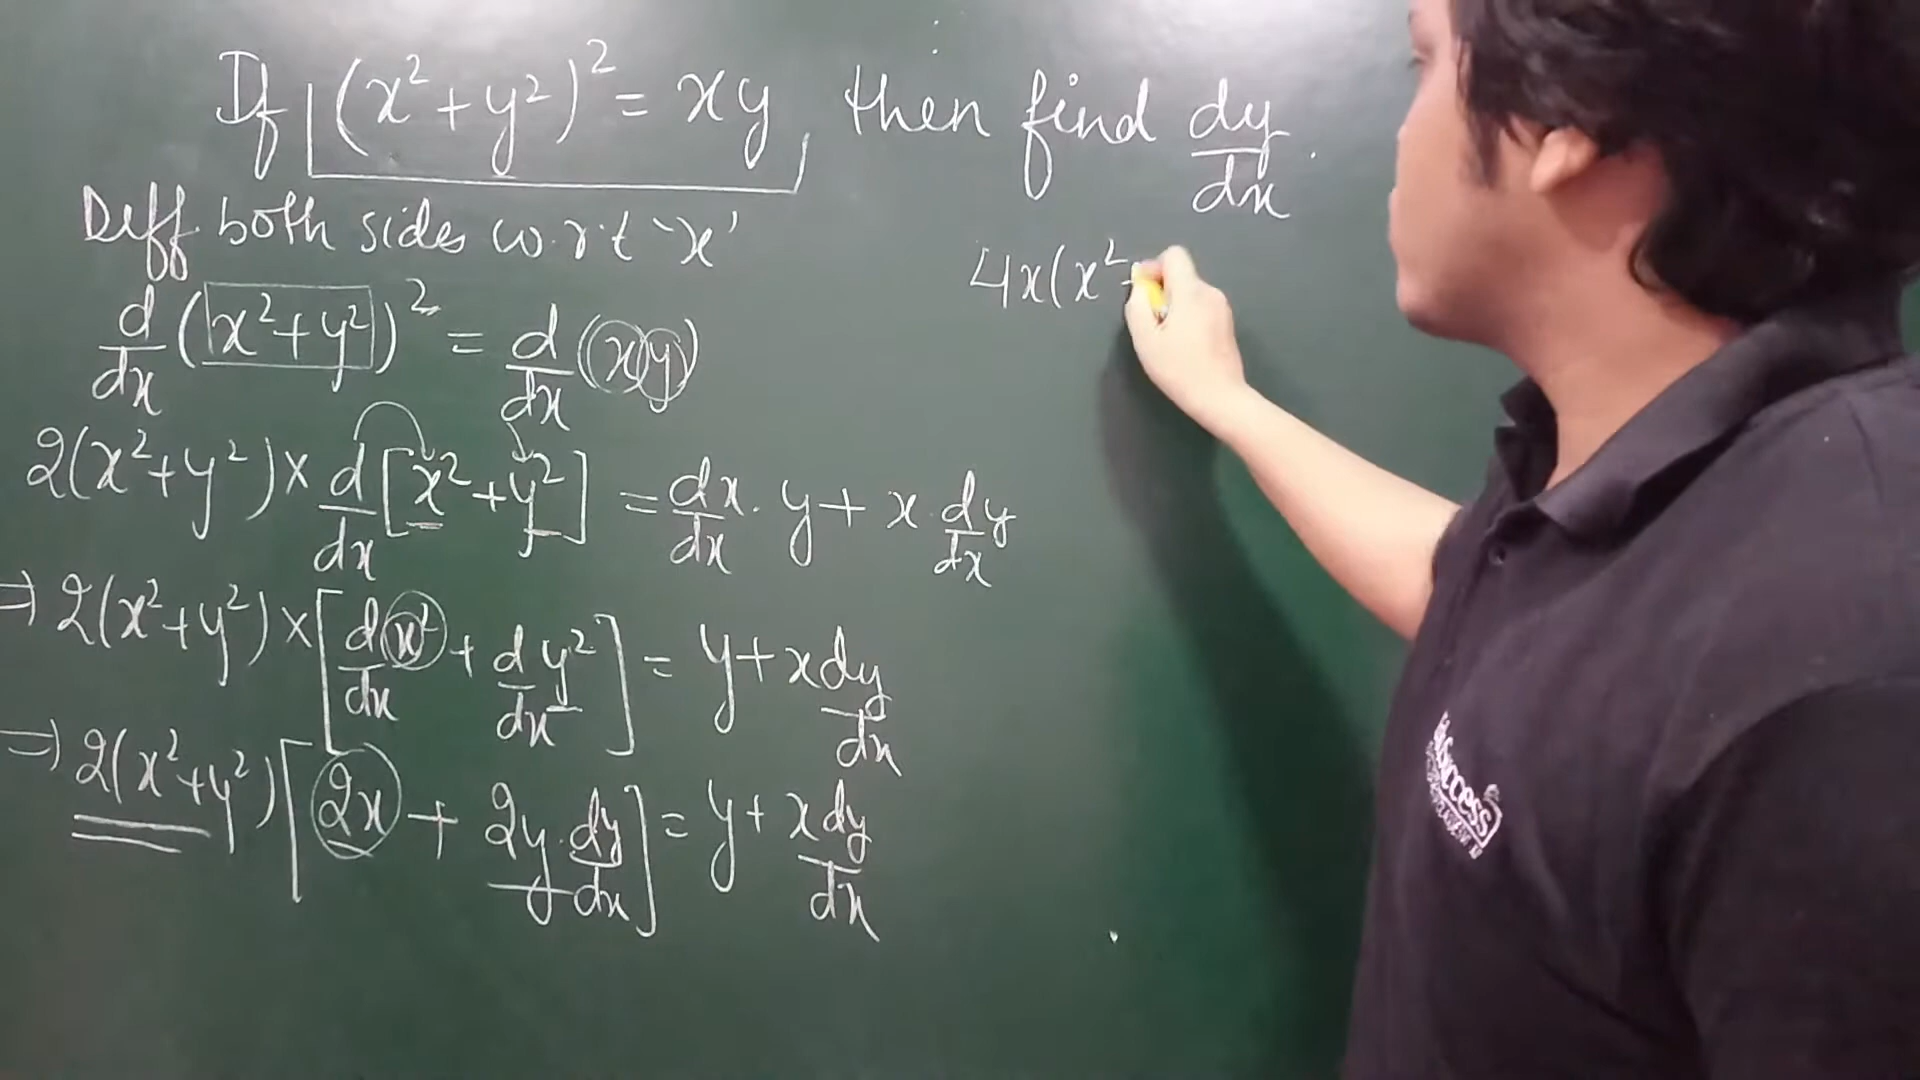 If (x²+y²)² = xy, then find dy/dx.
Diff. both sides w.r.t 'x'
d/dx (x²+y²)² = d/dx (xy)
2(x²+y²) × d/dx [x²+y²] = dx/dx · y + x · dy/dx
⇒ 2(x²+y²) × [d/dx x² + d/dx y²] = y + x dy/dx
⇒ 2(x²+y²) [2x + 2y · dy/dx] = y + x dy/dx
4x(x²
Success